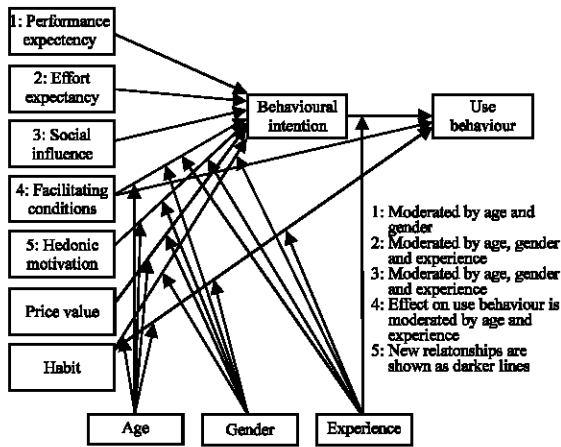 1: Performance
expectency
2: Effort
expectancy
3: Social
influence
4: Facilitating
conditions
5: Hedonic
motivation
Price value
Habit
Behavioural
intention
Use
behaviour
1: Moderated by age and
gender
2: Moderated by age, gender
and experience
3: Moderated by age, gender
and experience
4: Effect on use behaviour is
moderated by age and
experience
5: New relatonships are
shown as darker lines
Age
Gender
Experience